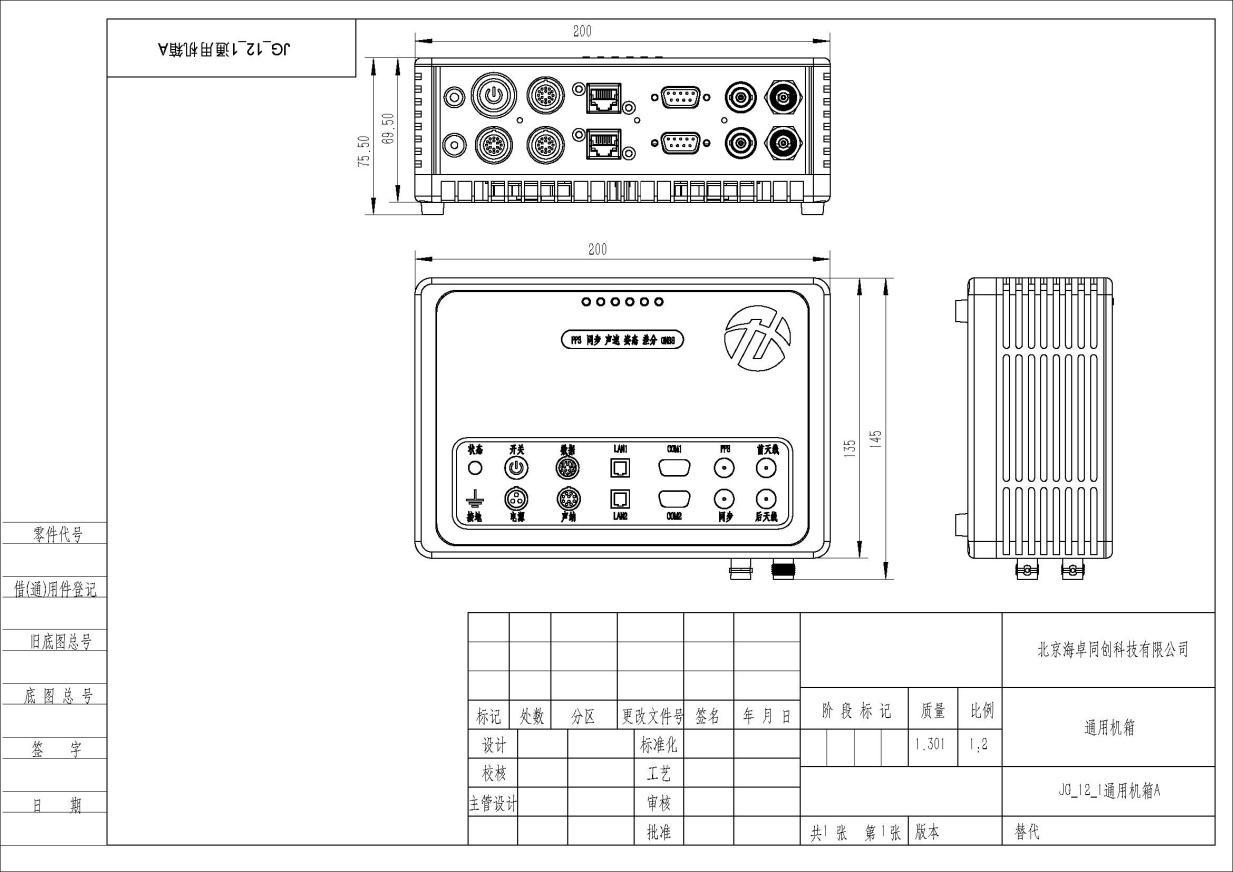 JG_12_1通用机箱A
200
75.50
69.50
200
PPS 同步 声速 姿态 差分 GNSS
状态 开关 数据 LAN1 COM1 PPS 前天线
接地 电源 声纳 LAN2 COM2 同步 后天线
135
145
零件代号
借(通)用件登记
旧底图总号
底图总号
签 字
日 期
北京海卓同创科技有限公司
标记 处数 分区 更改文件号 签名 年 月 日
阶段标记 质量 比例
通用机箱
设计 标准化
1.301 1:2
校核 工艺
主管设计 审核
JG_12_1通用机箱A
批准
共1张 第1张 版本
替代